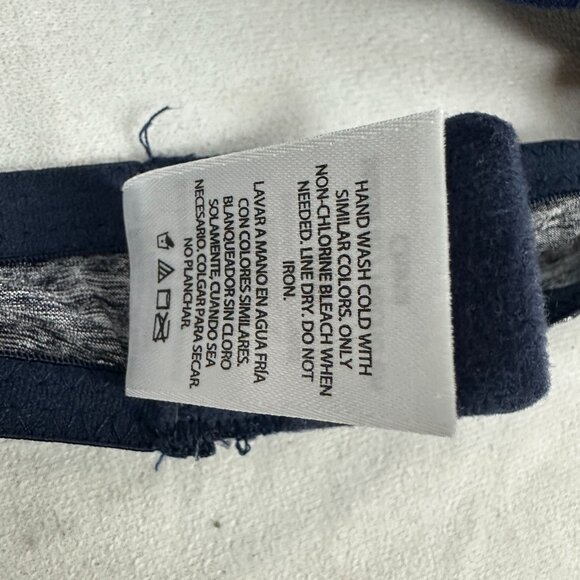 HAND WASH COLD WITH
SIMILAR COLORS. ONLY
NON-CHLORINE BLEACH WHEN
NEEDED. LINE DRY. DO NOT
IRON.
LAVAR A MANO EN AGUA FRÍA
CON COLORES SIMILARES.
BLANQUEADOR SIN CLORO
SOLAMENTE, CUANDO SEA
NECESARIO. COLGAR PARA SECAR.
NO PLANCHAR.